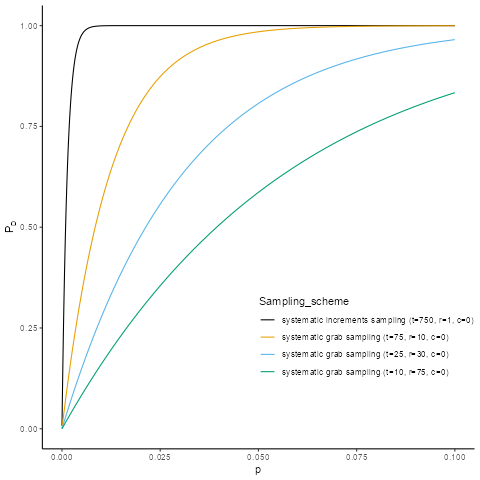 1.00
0.75
0.50
0.25
0.00
P_D
Sampling_scheme
systematic increments sampling (t=750, r=1, c=0)
systematic grab sampling (t=75, r=10, c=0)
systematic grab sampling (t=25, r=30, c=0)
systematic grab sampling (t=10, r=75, c=0)
0.000 0.025 0.050 0.075 0.100
p